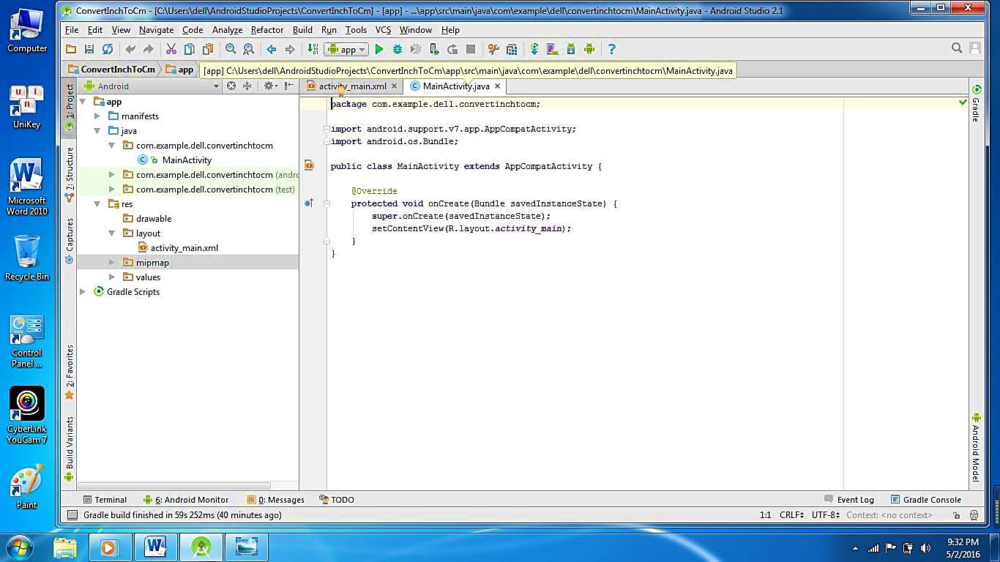 Computer
UniKey
Microsoft
Word 2010
Recycle Bin
Control
Panel ...
CyberLink
YouCam 7
Paint
ConvertInchToCm - [C:\Users\dell\AndroidStudioProjects\ConvertInchToCm] - [app] - ...\app\src\main\java\com\example\dell\convertinchtocm\MainActivity.java - Android Studio 2.1
File Edit View Navigate Code Analyze Refactor Build Run Tools VCS Window Help
app
ConvertInchToCm app
[app] C:\Users\dell\AndroidStudioProjects\ConvertInchToCm\app\src\main\java\com\example\dell\convertinchtocm\MainActivity.java
1: Project
7: Structure
Captures
2: Favorites
Build Variants
Android
app
manifests
java
com.example.dell.convertinchtocm
MainActivity
com.example.dell.convertinchtocm (andro
com.example.dell.convertinchtocm (test)
res
drawable
layout
activity_main.xml
mipmap
values
Gradle Scripts
activity_main.xml MainActivity.java
package com.example.dell.convertinchtocm;
import android.support.v7.app.AppCompatActivity;
import android.os.Bundle;
public class MainActivity extends AppCompatActivity {
@Override
protected void onCreate(Bundle savedInstanceState) {
super.onCreate(savedInstanceState);
setContentView(R.layout.activity_main);
}
}
Gradle
Android Model
Terminal 6: Android Monitor 0: Messages TODO Event Log Gradle Console
Gradle build finished in 59s 252ms (40 minutes ago) 1:1 CRLF UTF-8 Context: <no context>
9:32 PM
5/2/2016